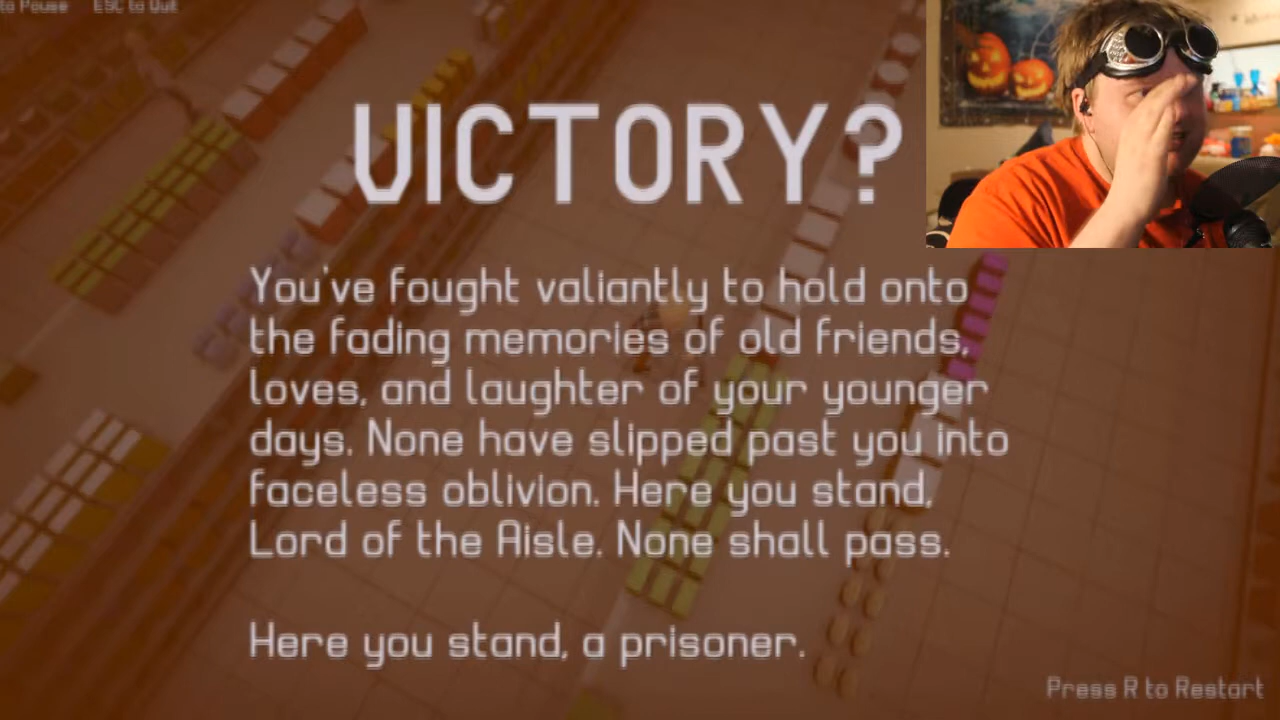 to Pause ESC to Quit
VICTORY?
You've fought valiantly to hold onto
the fading memories of old friends,
loves, and laughter of your younger
days. None have slipped past you into
faceless oblivion. Here you stand,
Lord of the Aisle. None shall pass.
Here you stand, a prisoner.
Press R to Restart